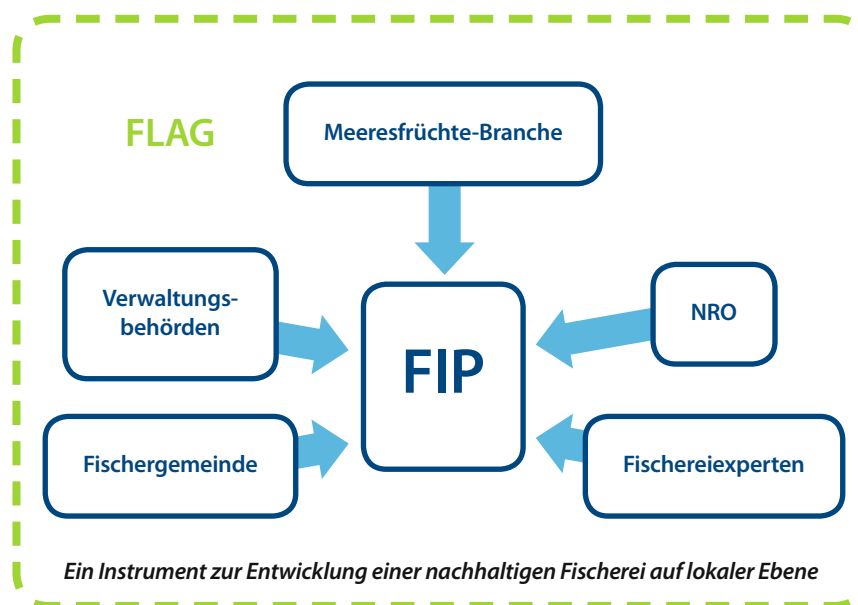 FLAG
Meeresfrüchte-Branche
Verwaltungs-
behörden
NRO
FIP
Fischergemeinde
Fischereiexperten
Ein Instrument zur Entwicklung einer nachhaltigen Fischerei auf lokaler Ebene